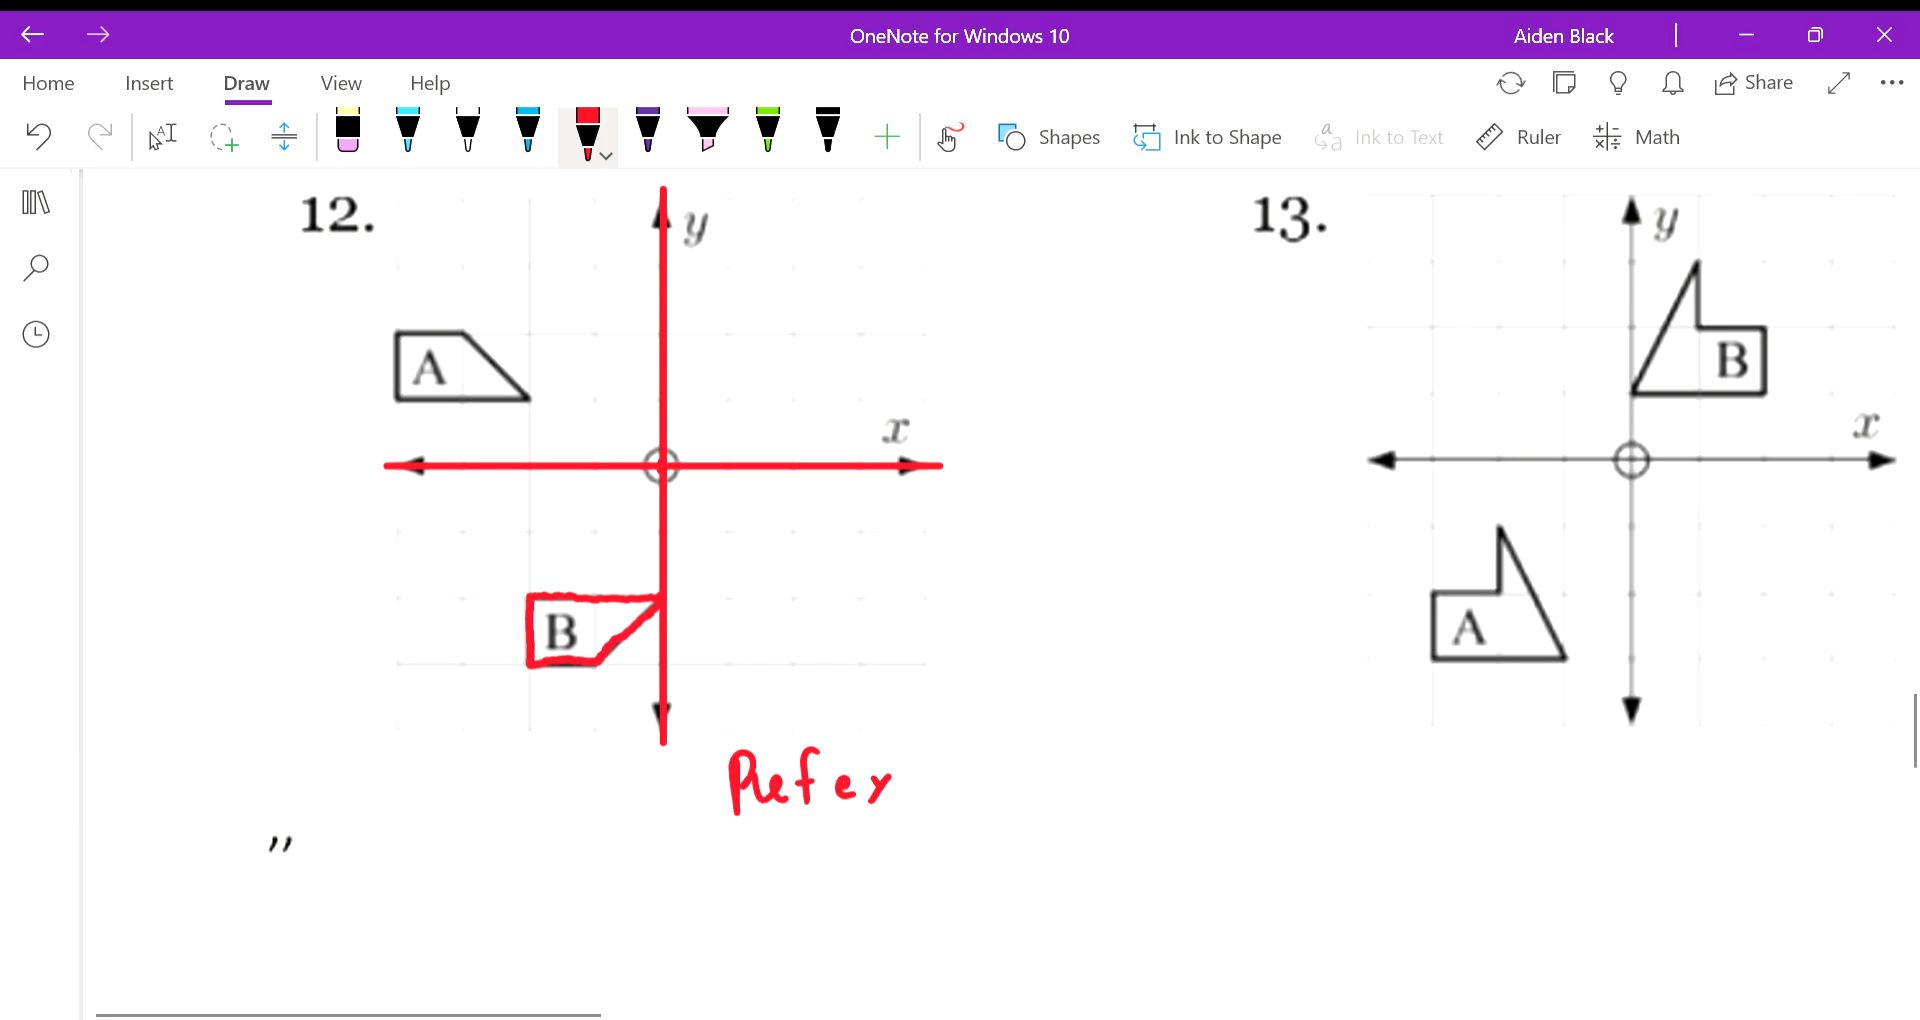 OneNote for Windows 10
Aiden Black
Home Insert Draw View Help
Share
Shapes
Ink to Shape
Ink to Text
Ruler
Math
12.
y
A
x
B
Refer
,,
13.
y
B
x
A